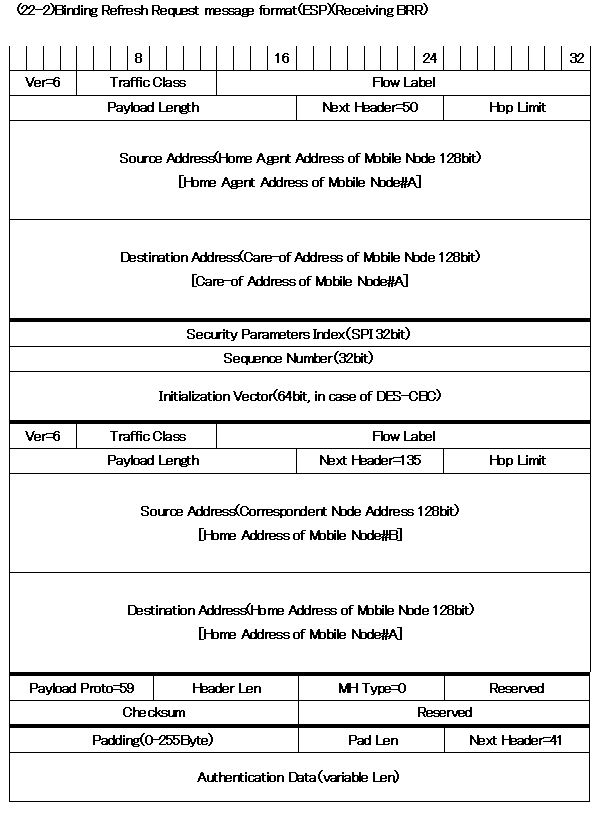 (22-2)Binding Refresh Request message format(ESP)(Receiving BRR)
8 16 24 32
Ver=6 Traffic Class Flow Label
Payload Length Next Header=50 Hop Limit
Source Address(Home Agent Address of Mobile Node 128bit)
[Home Agent Address of Mobile Node#A]
Destination Address(Care-of Address of Mobile Node 128bit)
[Care-of Address of Mobile Node#A]
Security Parameters Index(SPI 32bit)
Sequence Number(32bit)
Initialization Vector(64bit, in case of DES-CBC)
Ver=6 Traffic Class Flow Label
Payload Length Next Header=135 Hop Limit
Source Address(Correspondent Node Address 128bit)
[Home Address of Mobile Node#B]
Destination Address(Home Address of Mobile Node 128bit)
[Home Address of Mobile Node#A]
Payload Proto=59 Header Len MH Type=0 Reserved
Checksum Reserved
Padding(0-255Byte) Pad Len Next Header=41
Authentication Data(variable Len)